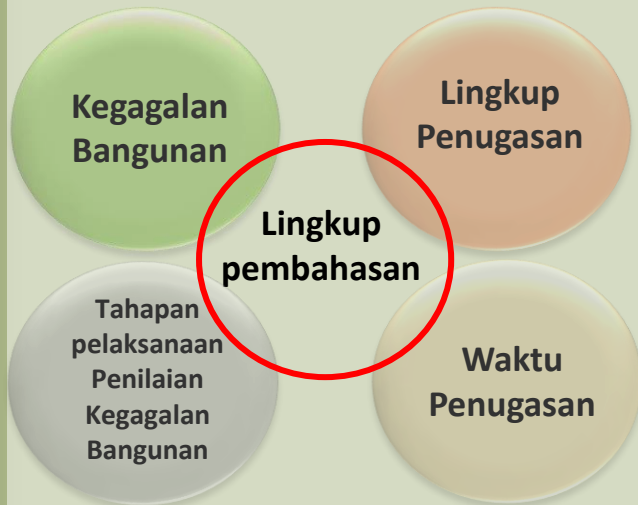 Kegagalan
Bangunan
Lingkup
Penugasan
Lingkup
pembahasan
Tahapan
pelaksanaan
Penilaian
Kegagalan
Bangunan
Waktu
Penugasan